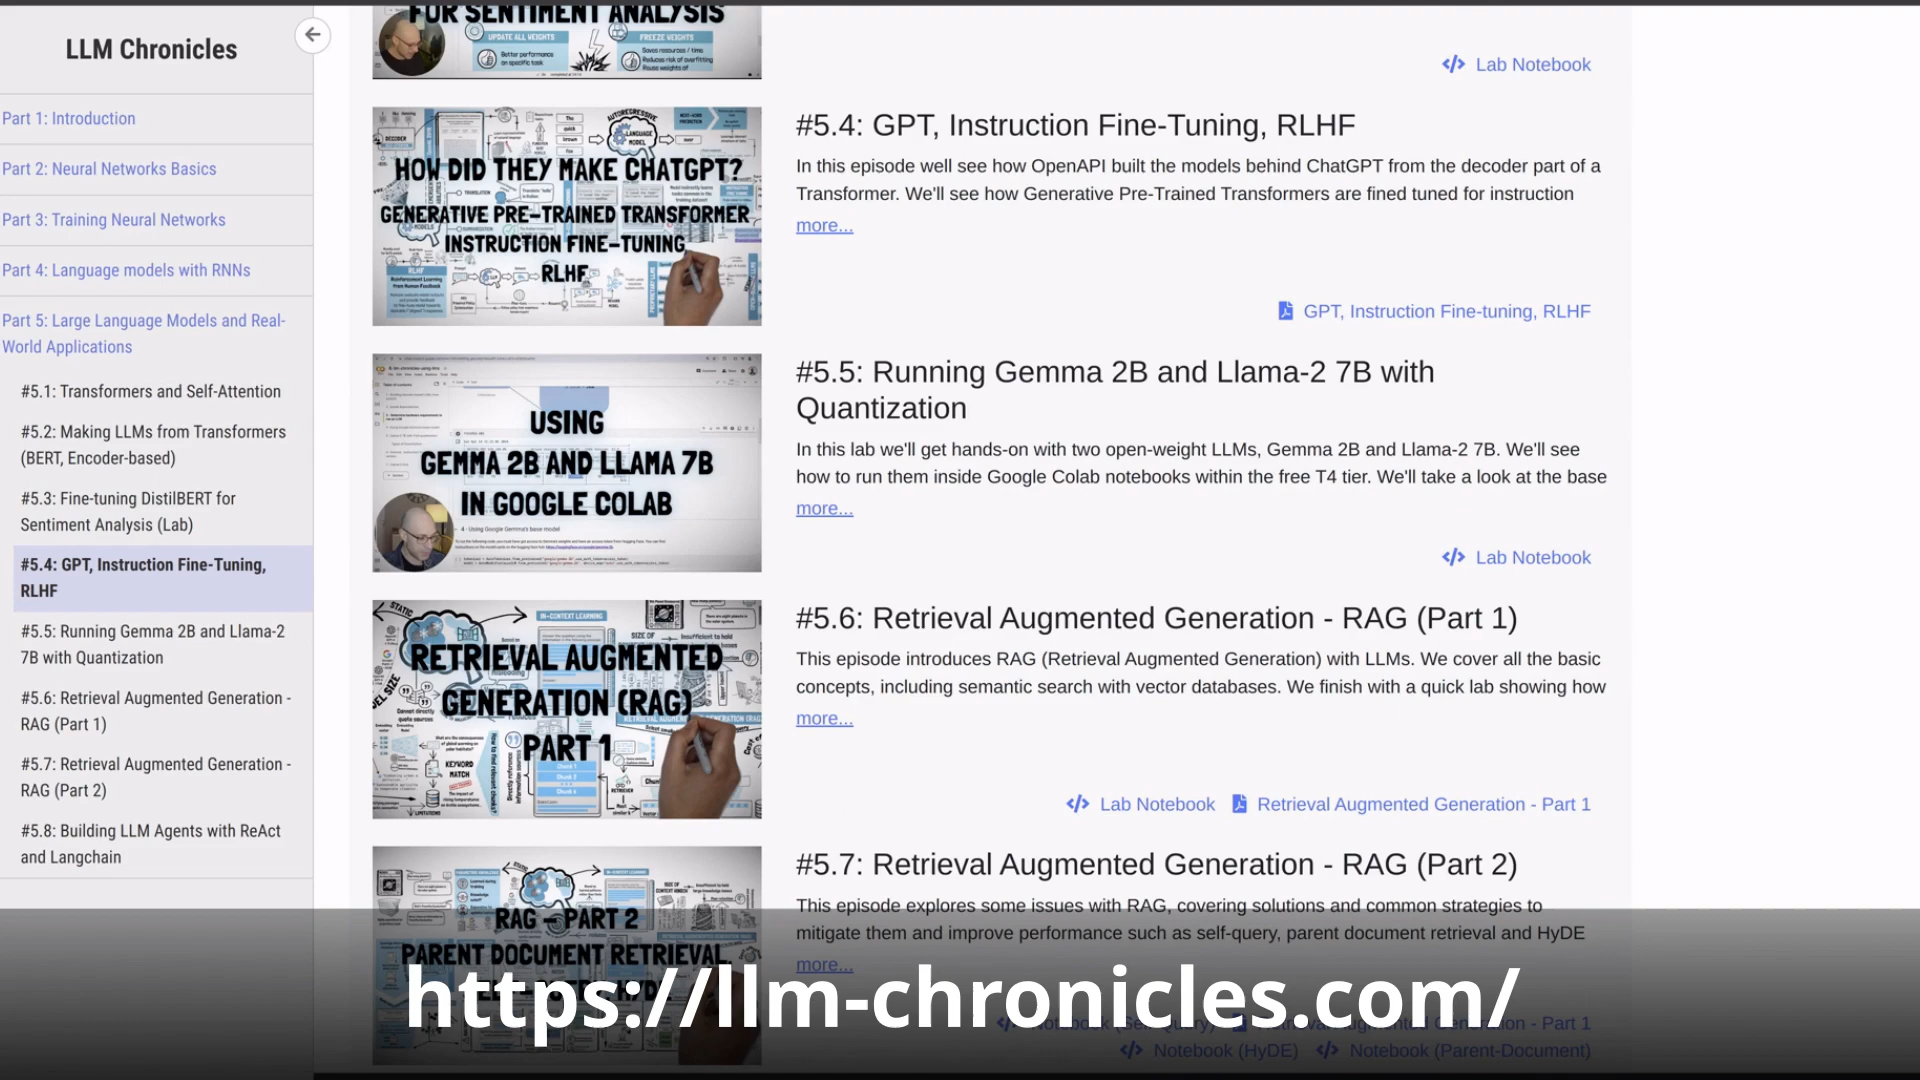 LLM Chronicles
Part 1: Introduction
Part 2: Neural Networks Basics
Part 3: Training Neural Networks
Part 4: Language models with RNNs
Part 5: Large Language Models and Real-
World Applications
#5.1: Transformers and Self-Attention
#5.2: Making LLMs from Transformers
(BERT, Encoder-based)
#5.3: Fine-tuning DistilBERT for
Sentiment Analysis (Lab)
#5.4: GPT, Instruction Fine-Tuning,
RLHF
#5.5: Running Gemma 2B and Llama-2
7B with Quantization
#5.6: Retrieval Augmented Generation -
RAG (Part 1)
#5.7: Retrieval Augmented Generation -
RAG (Part 2)
#5.8: Building LLM Agents with ReAct
and Langchain
FOR SENTIMENT ANALYSIS
UPDATE ALL WEIGHTS
FREEZE WEIGHTS
Better performance
on specific task
Saves resources / time
Reduces risk of overfitting
Lab Notebook
HOW DID THEY MAKE CHATGPT?
GENERATIVE PRE-TRAINED TRANSFORMER
INSTRUCTION FINE-TUNING
RLHF
#5.4: GPT, Instruction Fine-Tuning, RLHF
In this episode well see how OpenAPI built the models behind ChatGPT from the decoder part of a
Transformer. We'll see how Generative Pre-Trained Transformers are fined tuned for instruction
more...
GPT, Instruction Fine-tuning, RLHF
USING
GEMMA 2B AND LLAMA 7B
IN GOOGLE COLAB
#5.5: Running Gemma 2B and Llama-2 7B with
Quantization
In this lab we'll get hands-on with two open-weight LLMs, Gemma 2B and Llama-2 7B. We'll see
how to run them inside Google Colab notebooks within the free T4 tier. We'll take a look at the base
more...
Lab Notebook
RETRIEVAL AUGMENTED
GENERATION (RAG)
PART 1
#5.6: Retrieval Augmented Generation - RAG (Part 1)
This episode introduces RAG (Retrieval Augmented Generation) with LLMs. We cover all the basic
concepts, including semantic search with vector databases. We finish with a quick lab showing how
more...
Lab Notebook
Retrieval Augmented Generation - Part 1
RAG - PART 2
PARENT DOCUMENT RETRIEVAL,
#5.7: Retrieval Augmented Generation - RAG (Part 2)
This episode explores some issues with RAG, covering solutions and common strategies to
mitigate them and improve performance such as self-query, parent document retrieval and HyDE
more...
https://llm-chronicles.com/
Notebook (HyDE)
Notebook (Parent-Document)